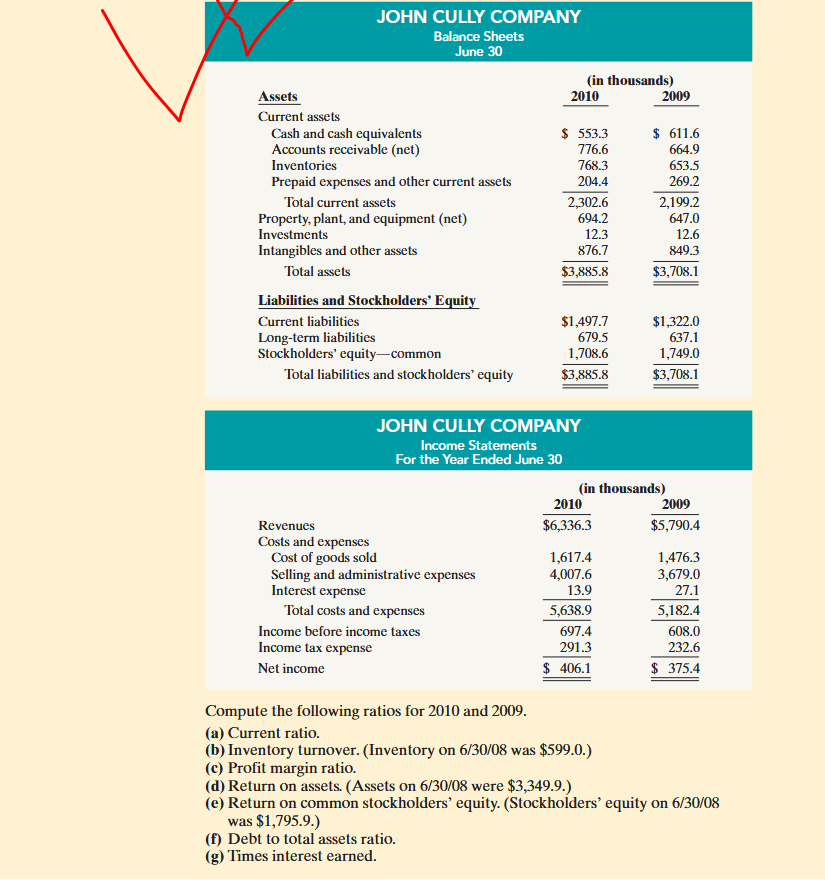 JOHN CULLY COMPANY
Balance Sheets
June 30
(in thousands)
Assets 2010 2009
Current assets
Cash and cash equivalents $ 553.3 $ 611.6
Accounts receivable (net) 776.6 664.9
Inventories 768.3 653.5
Prepaid expenses and other current assets 204.4 269.2
Total current assets 2,302.6 2,199.2
Property, plant, and equipment (net) 694.2 647.0
Investments 12.3 12.6
Intangibles and other assets 876.7 849.3
Total assets $3,885.8 $3,708.1
Liabilities and Stockholders’ Equity
Current liabilities $1,497.7 $1,322.0
Long-term liabilities 679.5 637.1
Stockholders’ equity—common 1,708.6 1,749.0
Total liabilities and stockholders’ equity $3,885.8 $3,708.1
JOHN CULLY COMPANY
Income Statements
For the Year Ended June 30
(in thousands)
2010 2009
Revenues $6,336.3 $5,790.4
Costs and expenses
Cost of goods sold 1,617.4 1,476.3
Selling and administrative expenses 4,007.6 3,679.0
Interest expense 13.9 27.1
Total costs and expenses 5,638.9 5,182.4
Income before income taxes 697.4 608.0
Income tax expense 291.3 232.6
Net income $ 406.1 $ 375.4
Compute the following ratios for 2010 and 2009.
(a) Current ratio.
(b) Inventory turnover. (Inventory on 6/30/08 was $599.0.)
(c) Profit margin ratio.
(d) Return on assets. (Assets on 6/30/08 were $3,349.9.)
(e) Return on common stockholders’ equity. (Stockholders’ equity on 6/30/08
was $1,795.9.)
(f) Debt to total assets ratio.
(g) Times interest earned.